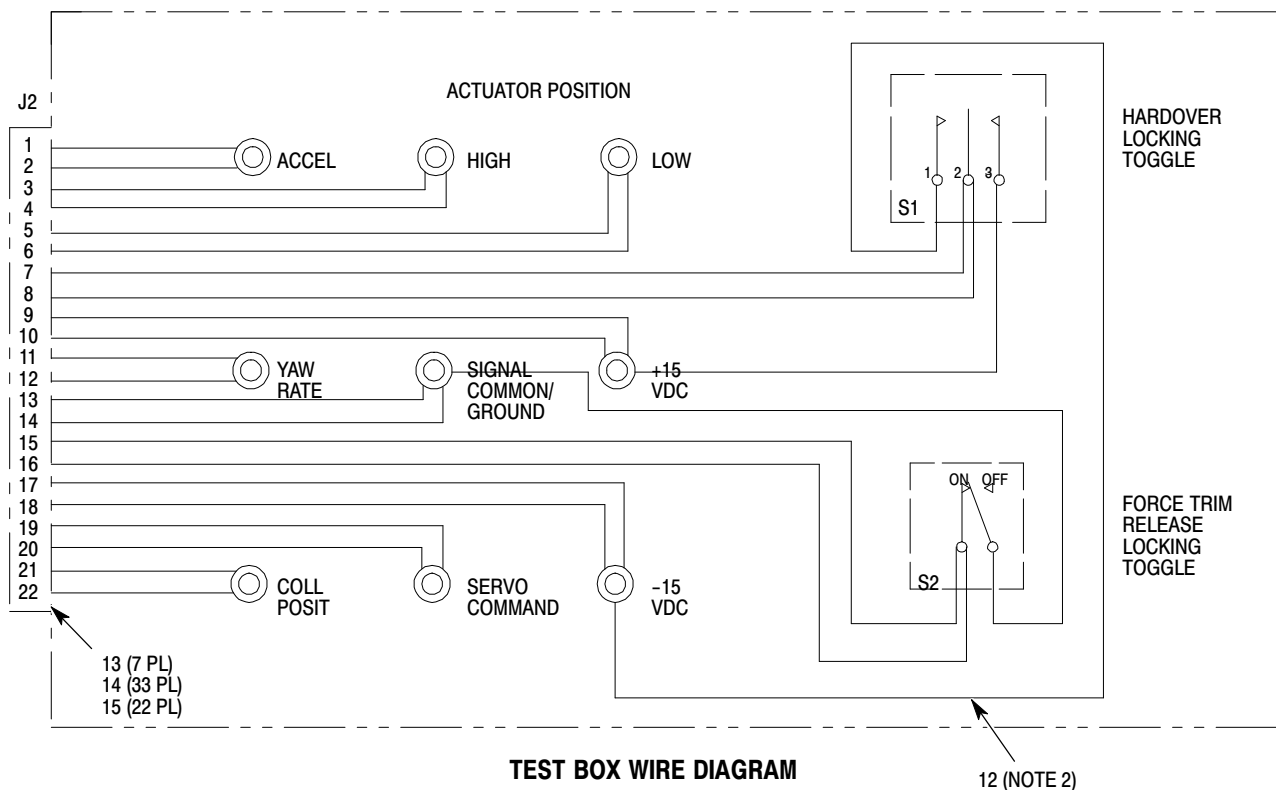 ACTUATOR POSITION
J2
1
2
3
4
5
6
7
8
9
10
11
12
13
14
15
16
17
18
19
20
21
22
ACCEL
HIGH
LOW
1
2
3
S1
HARDOVER
LOCKING
TOGGLE
YAW
RATE
SIGNAL
COMMON/
GROUND
+15
VDC
ON OFF
S2
FORCE TRIM
RELEASE
LOCKING
TOGGLE
COLL
POSIT
SERVO
COMMAND
-15
VDC
13 (7 PL)
14 (33 PL)
15 (22 PL)
TEST BOX WIRE DIAGRAM
12 (NOTE 2)